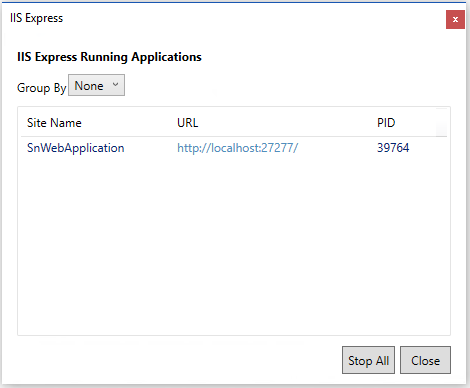 IIS Express
x
IIS Express Running Applications
Group By None
Site Name URL PID
SnWebApplication http://localhost:27277/ 39764
Stop All Close